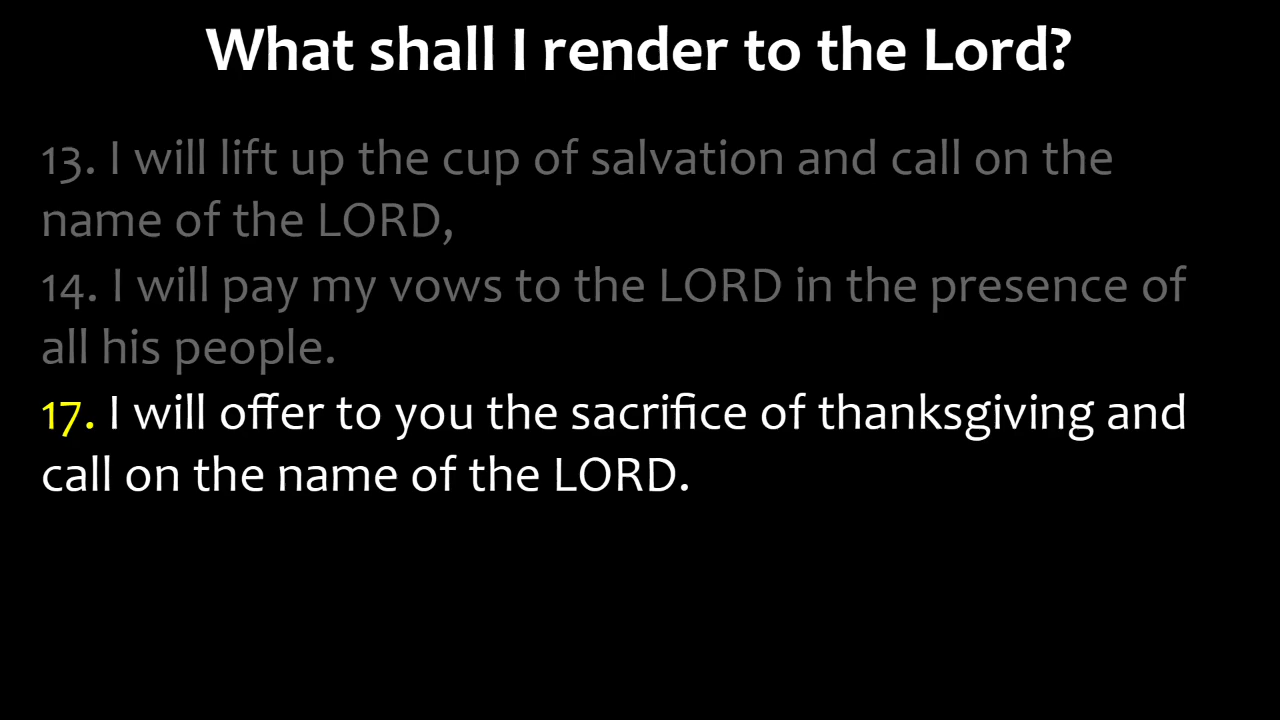 What shall I render to the Lord?
13. I will lift up the cup of salvation and call on the
name of the LORD,
14. I will pay my vows to the LORD in the presence of
all his people.
17. I will offer to you the sacrifice of thanksgiving and
call on the name of the LORD.